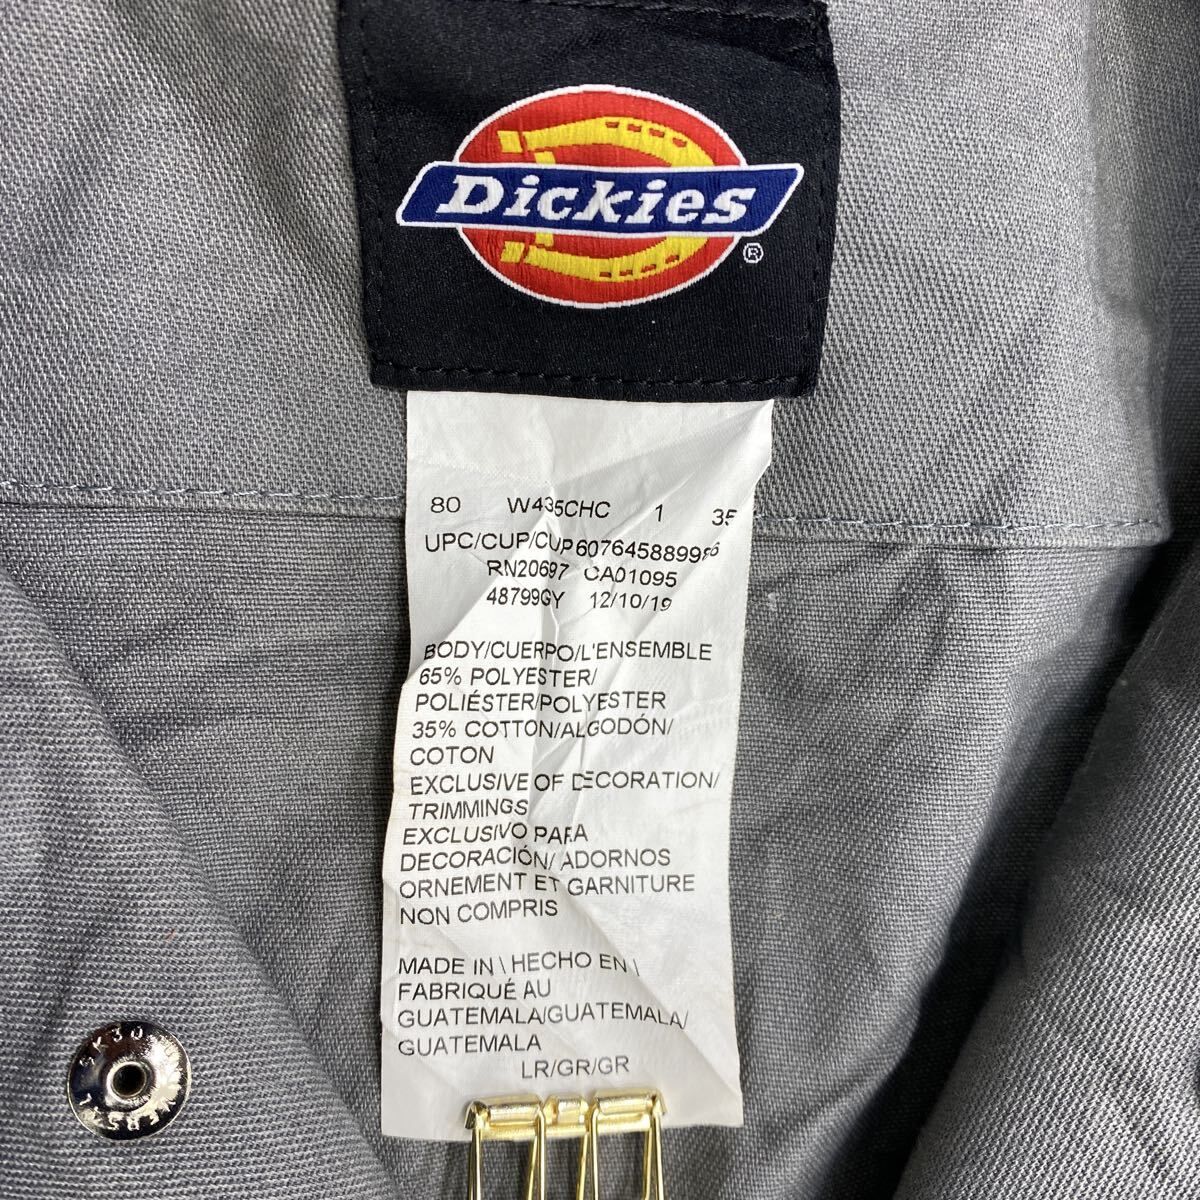 Dickies
®
80 W435CHC 1 35
UPC/CUP/CUP
RN20697 CA01095
48799GY 12/10/19
BODY/CUERPO/L'ENSEMBLE
65% POLYESTER/
POLIÉSTER/POLYESTER
35% COTTON/ALGODÓN/
COTON
EXCLUSIVE OF DECORATION/
TRIMMINGS
EXCLUSIVO PARA
DECORACIÓN/ ADORNOS
ORNEMENT ET GARNITURE
NON COMPRIS
MADE IN \ HECHO EN \
FABRIQUÉ AU
GUATEMALA/GUATEMALA/
GUATEMALA
LR/GR/GR